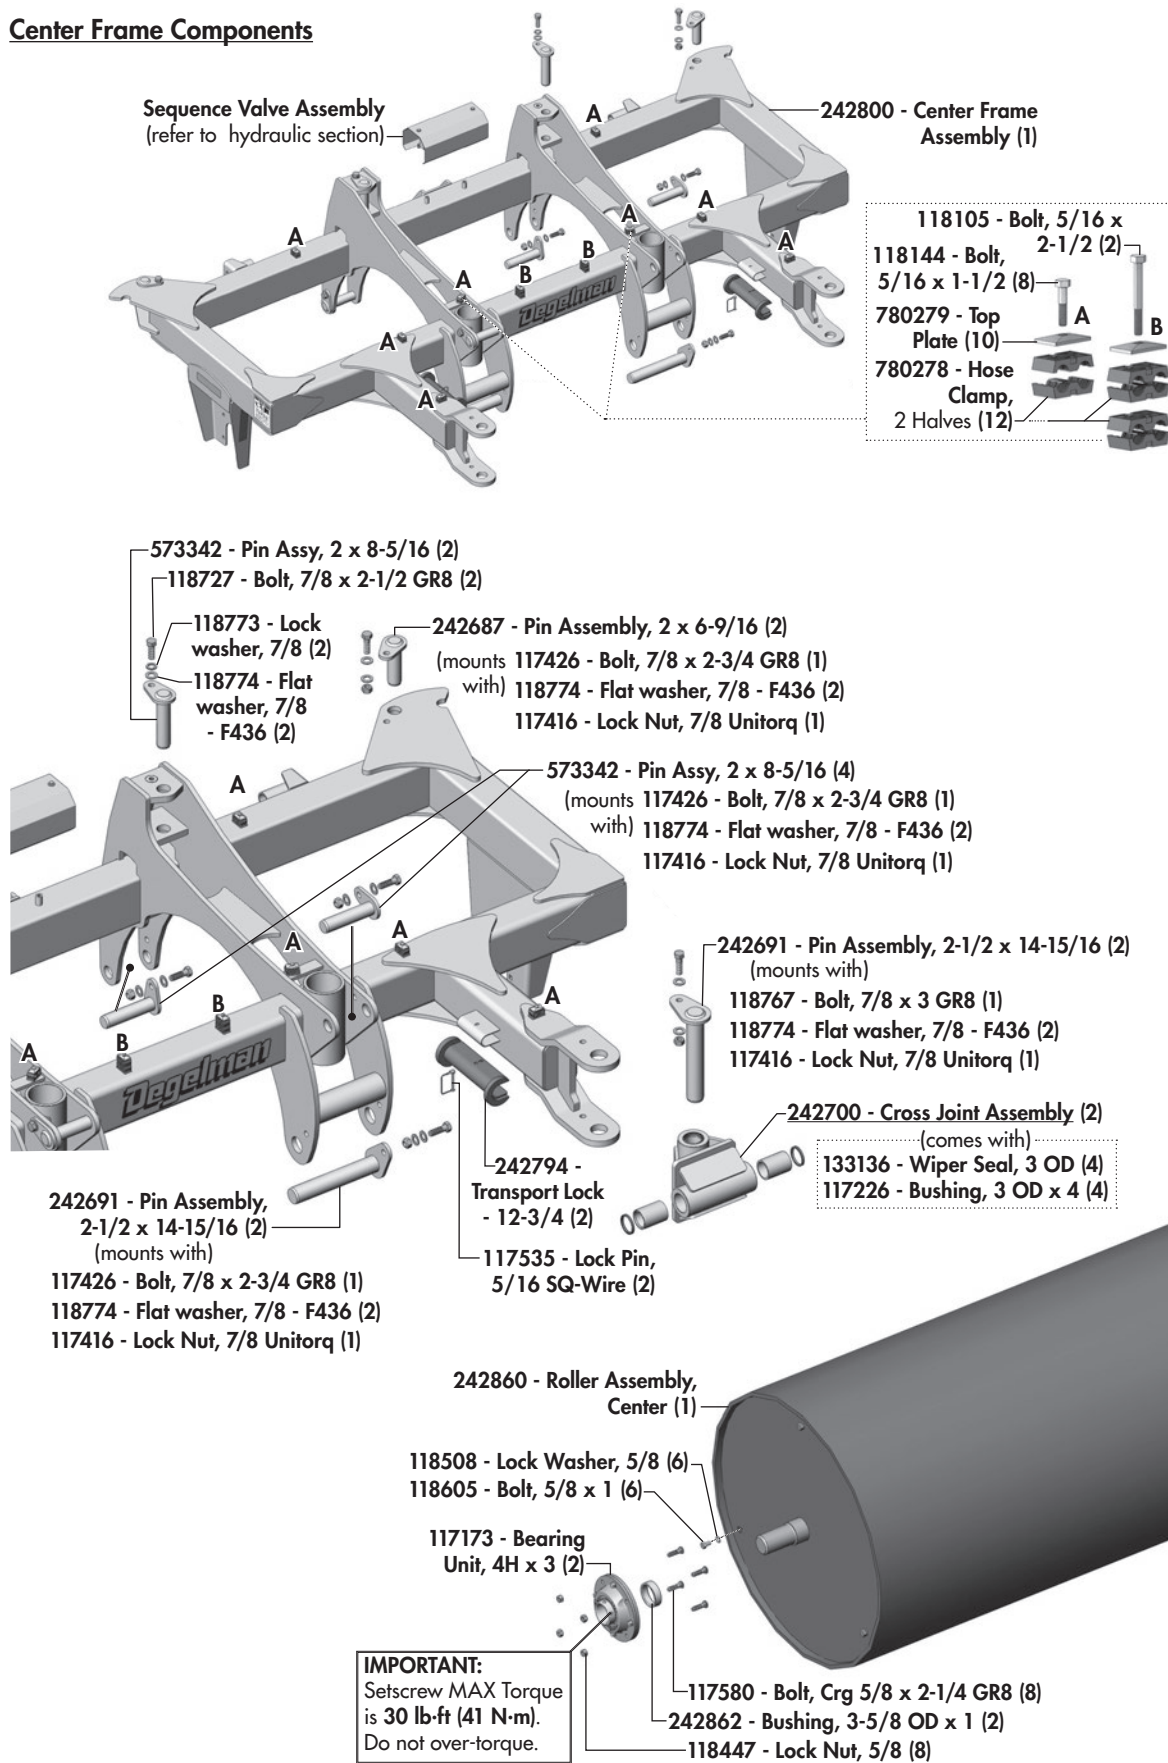 Center Frame Components
Sequence Valve Assembly
(refer to hydraulic section)
242800 - Center Frame
Assembly (1)
A
A
A
A
A
A
A
A
B
B
Degelman
118105 - Bolt, 5/16 x
2-1/2 (2)
118144 - Bolt,
5/16 x 1-1/2 (8)
780279 - Top
Plate (10)
780278 - Hose
Clamp,
2 Halves (12)
A
B
573342 - Pin Assy, 2 x 8-5/16 (2)
118727 - Bolt, 7/8 x 2-1/2 GR8 (2)
118773 - Lock
washer, 7/8 (2)
118774 - Flat
washer, 7/8
- F436 (2)
242687 - Pin Assembly, 2 x 6-9/16 (2)
(mounts with)
117426 - Bolt, 7/8 x 2-3/4 GR8 (1)
118774 - Flat washer, 7/8 - F436 (2)
117416 - Lock Nut, 7/8 Unitorq (1)
573342 - Pin Assy, 2 x 8-5/16 (4)
(mounts with)
117426 - Bolt, 7/8 x 2-3/4 GR8 (1)
118774 - Flat washer, 7/8 - F436 (2)
117416 - Lock Nut, 7/8 Unitorq (1)
A
A
A
A
A
B
B
Degelman
242691 - Pin Assembly, 2-1/2 x 14-15/16 (2)
(mounts with)
118767 - Bolt, 7/8 x 3 GR8 (1)
118774 - Flat washer, 7/8 - F436 (2)
117416 - Lock Nut, 7/8 Unitorq (1)
242700 - Cross Joint Assembly (2)
(comes with)
133136 - Wiper Seal, 3 OD (4)
117226 - Bushing, 3 OD x 4 (4)
242794 -
Transport Lock
- 12-3/4 (2)
117535 - Lock Pin,
5/16 SQ-Wire (2)
242691 - Pin Assembly,
2-1/2 x 14-15/16 (2)
(mounts with)
117426 - Bolt, 7/8 x 2-3/4 GR8 (1)
118774 - Flat washer, 7/8 - F436 (2)
117416 - Lock Nut, 7/8 Unitorq (1)
242860 - Roller Assembly,
Center (1)
118508 - Lock Washer, 5/8 (6)
118605 - Bolt, 5/8 x 1 (6)
117173 - Bearing
Unit, 4H x 3 (2)
IMPORTANT:
Setscrew MAX Torque
is 30 lb·ft (41 N·m).
Do not over-torque.
117580 - Bolt, Crg 5/8 x 2-1/4 GR8 (8)
242862 - Bushing, 3-5/8 OD x 1 (2)
118447 - Lock Nut, 5/8 (8)